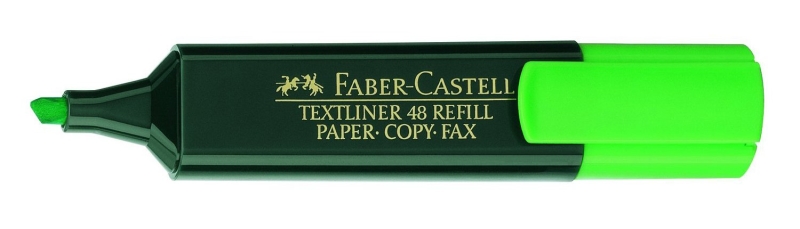 FABER-CASTELL
TEXTLINER 48 REFILL
PAPER· COPY· FAX